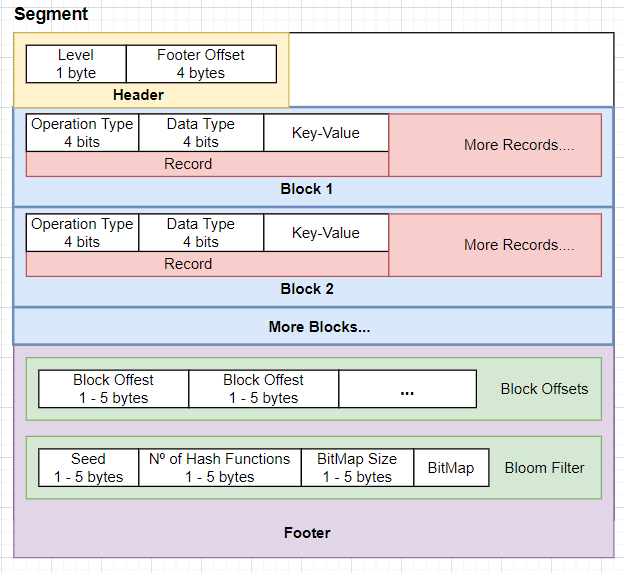 Segment
Level
1 byte
Footer Offset
4 bytes
Header
Operation Type
4 bits
Data Type
4 bits
Key-Value
More Records....
Record
Block 1
Operation Type
4 bits
Data Type
4 bits
Key-Value
More Records....
Record
Block 2
More Blocks...
Block Offest
1 - 5 bytes
Block Offest
1 - 5 bytes
...
Block Offsets
Seed
1 - 5 bytes
Nº of Hash Functions
1 - 5 bytes
BitMap Size
1 - 5 bytes
BitMap
Bloom Filter
Footer